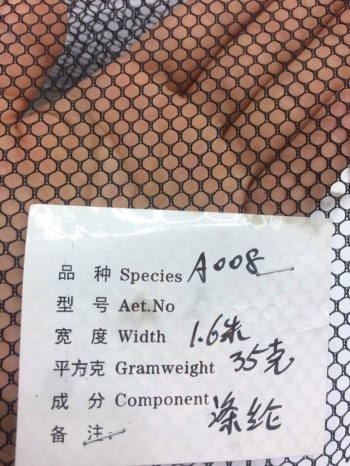 品 种 Species A008
型 号 Aet.No
宽 度 Width 1.6米
平方克 Gramweight 35克
成 分 Component 涤纶
备 注: